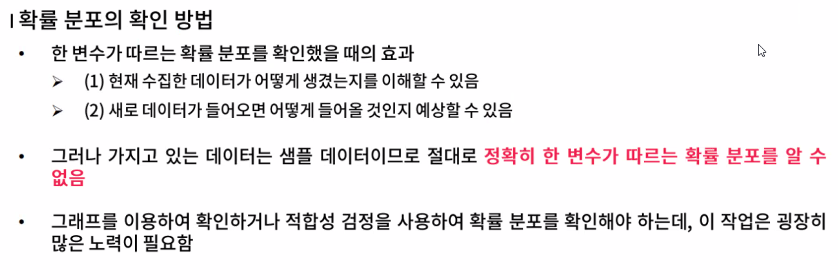 | 확률 분포의 확인 방법
• 한 변수가 따르는 확률 분포를 확인했을 때의 효과
➢ (1) 현재 수집한 데이터가 어떻게 생겼는지를 이해할 수 있음
➢ (2) 새로 데이터가 들어오면 어떻게 들어올 것인지 예상할 수 있음
• 그러나 가지고 있는 데이터는 샘플 데이터이므로 절대로 정확히 한 변수가 따르는 확률 분포를 알 수
없음
• 그래프를 이용하여 확인하거나 적합성 검정을 사용하여 확률 분포를 확인해야 하는데, 이 작업은 굉장히
많은 노력이 필요함